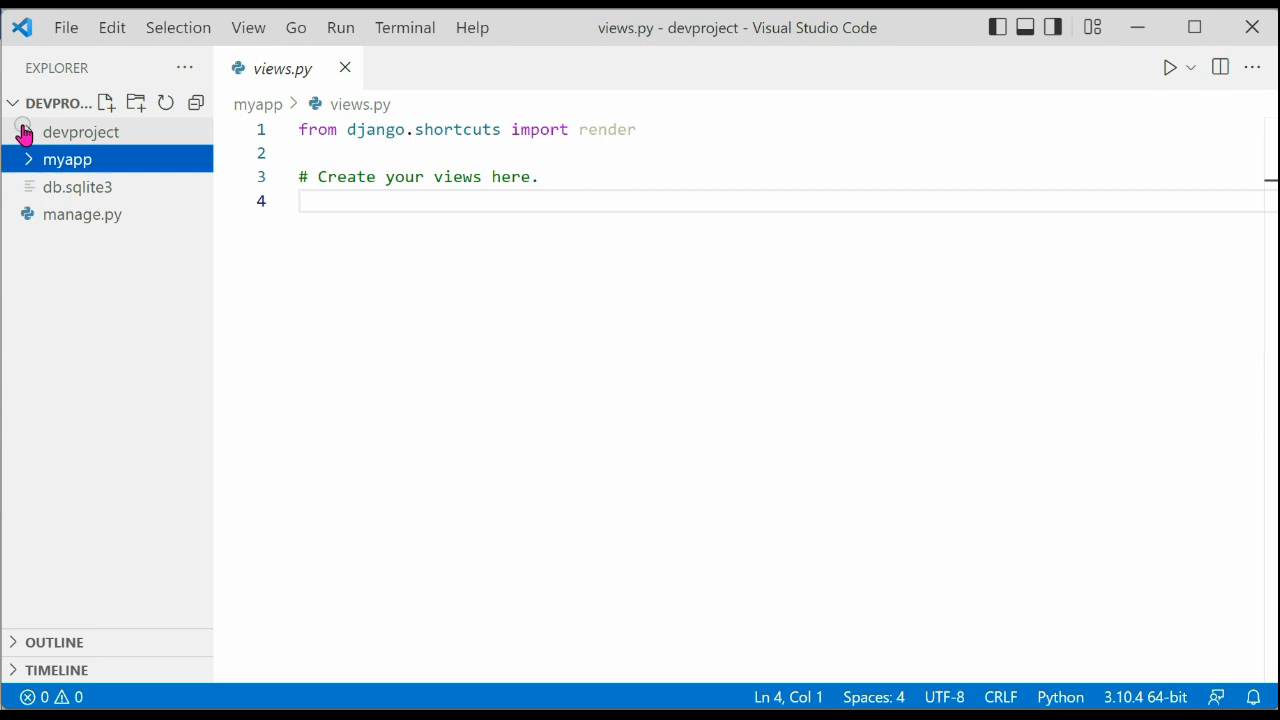 File Edit Selection View Go Run Terminal Help
views.py - devproject - Visual Studio Code
EXPLORER
views.py
DEVPRO...
myapp > views.py
devproject
myapp
db.sqlite3
manage.py
1 from django.shortcuts import render
2
3 # Create your views here.
4
OUTLINE
TIMELINE
0 0
Ln 4, Col 1 Spaces: 4 UTF-8 CRLF Python 3.10.4 64-bit